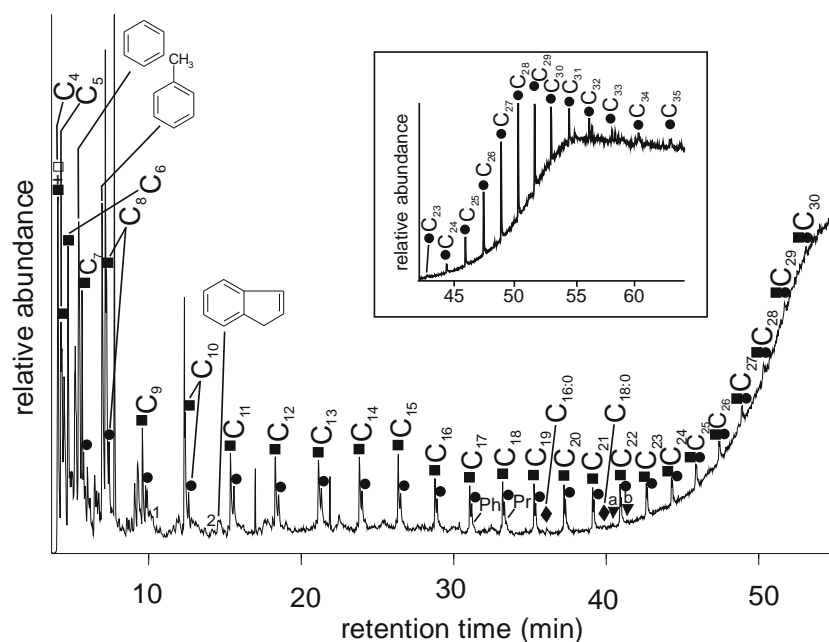 relative abundance
retention time (min)
10
20
30
40
50
C4
C5
CH3
C6
C7
C8
C9
C10
C11
C12
C13
C14
C15
C16
C17
C18
C19
C16:0
C20
C21
C18:0
C22
C23
C24
C25
C26
C27
C28
C29
C30
1
2
Ph
Pr
a
b
relative abundance
C23
C24
C25
C26
C27
C28
C29
C30
C31
C32
C33
C34
C35
45
50
55
60